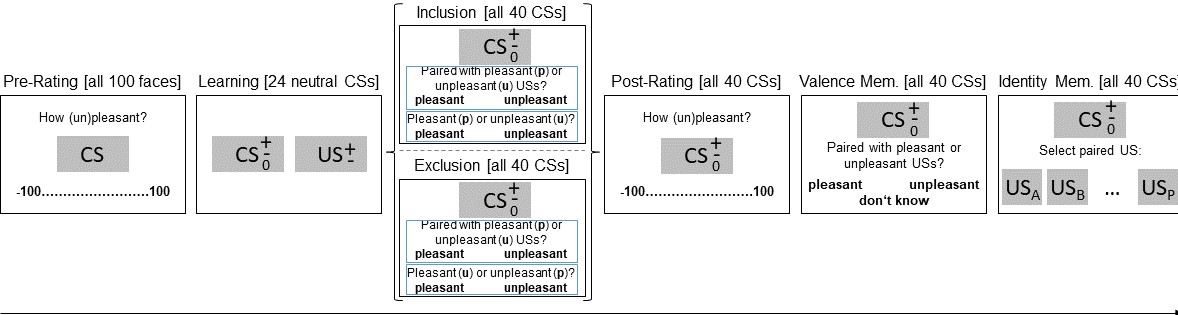 Pre-Rating [all 100 faces]
How (un)pleasant?
CS
-100..........................100
Learning [24 neutral CSs]
CS + - 0
US + -
Inclusion [all 40 CSs]
CS + - 0
Paired with pleasant (p) or
unpleasant (u) USs?
pleasant unpleasant
Pleasant (p) or unpleasant (u)?
pleasant unpleasant
Exclusion [all 40 CSs]
CS + - 0
Paired with pleasant (p) or
unpleasant (u) USs?
pleasant unpleasant
Pleasant (u) or unpleasant (p)?
pleasant unpleasant
Post-Rating [all 40 CSs]
How (un)pleasant?
CS + - 0
-100..........................100
Valence Mem. [all 40 CSs]
CS + - 0
Paired with pleasant or
unpleasant USs?
pleasant unpleasant
don't know
Identity Mem. [all 40 CSs]
CS + - 0
Select paired US:
US_A US_B ... US_P